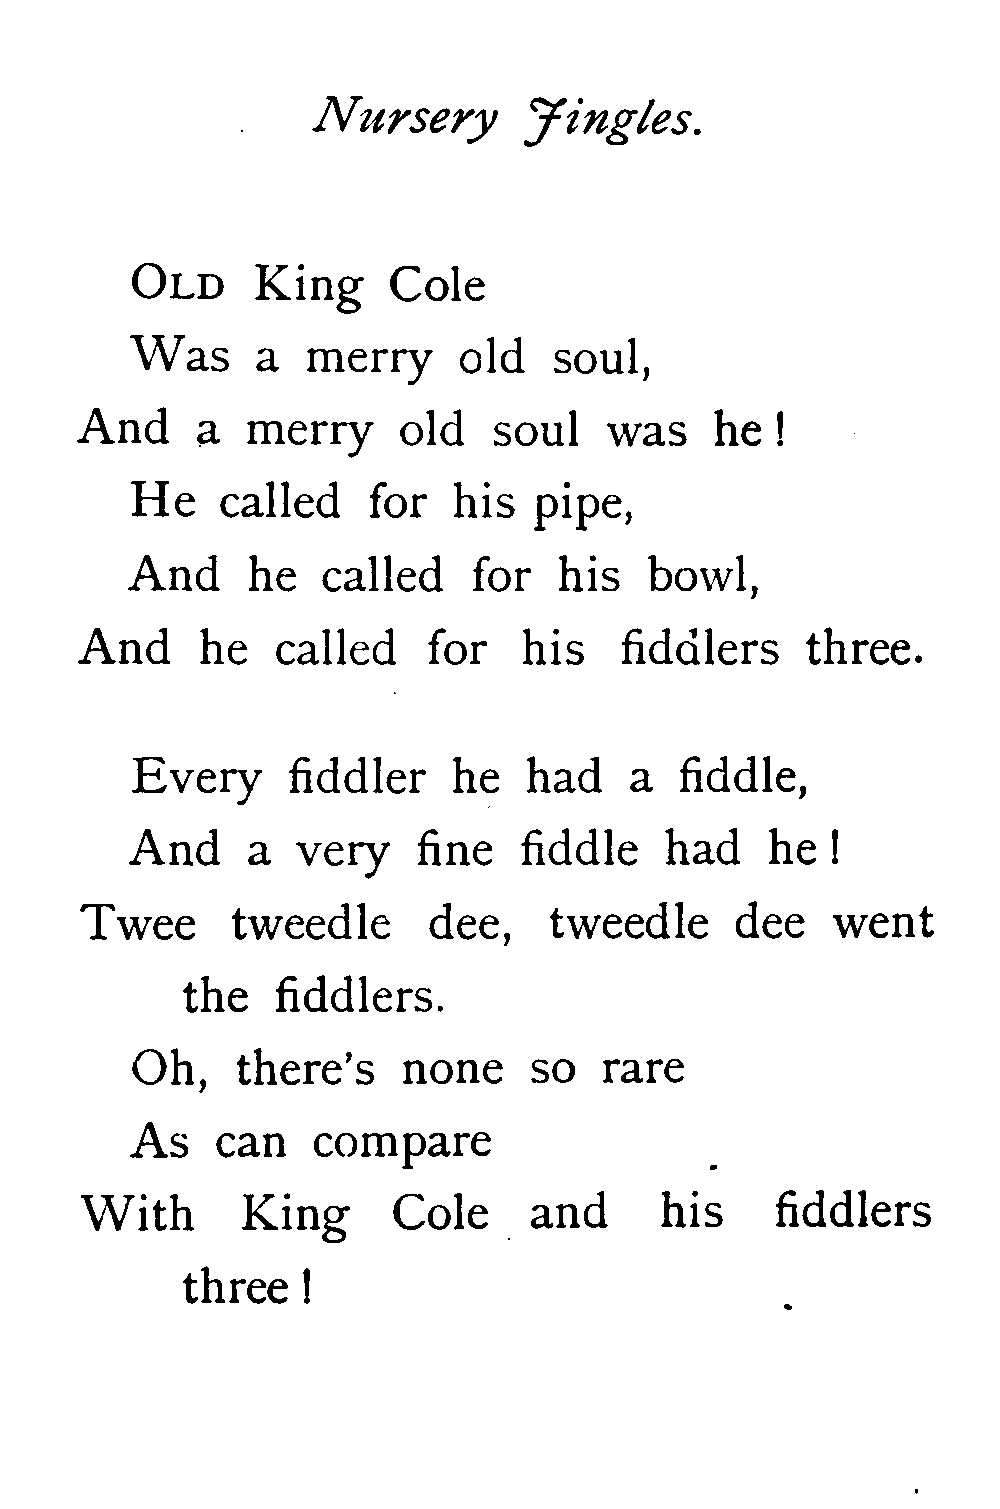 Nursery Jingles.
OLD King Cole
Was a merry old soul,
And a merry old soul was he!
He called for his pipe,
And he called for his bowl,
And he called for his fiddlers three.
Every fiddler he had a fiddle,
And a very fine fiddle had he!
Twee tweedle dee, tweedle dee went
the fiddlers.
Oh, there's none so rare
As can compare
With King Cole and his fiddlers
three!